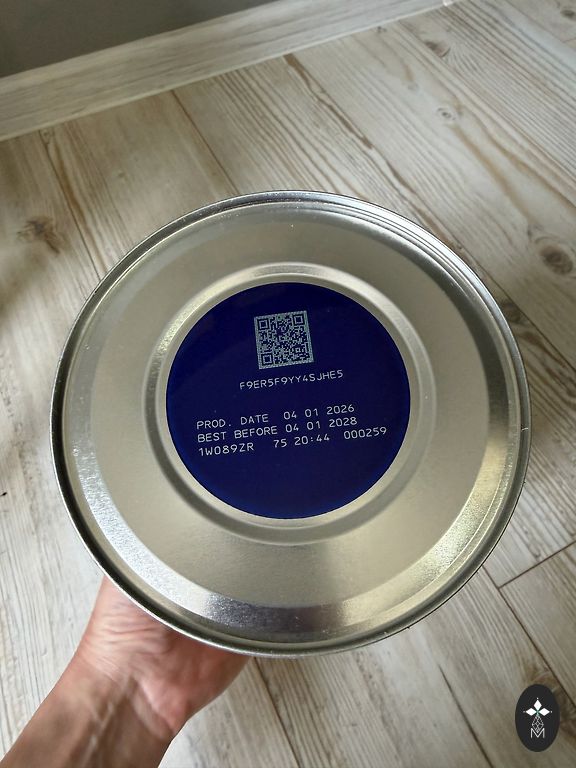 F9ER5F9YY4SJHE5
PROD. DATE 04 01 2026
BEST BEFORE 04 01 2028
1W089ZR 75 20:44 000259
M